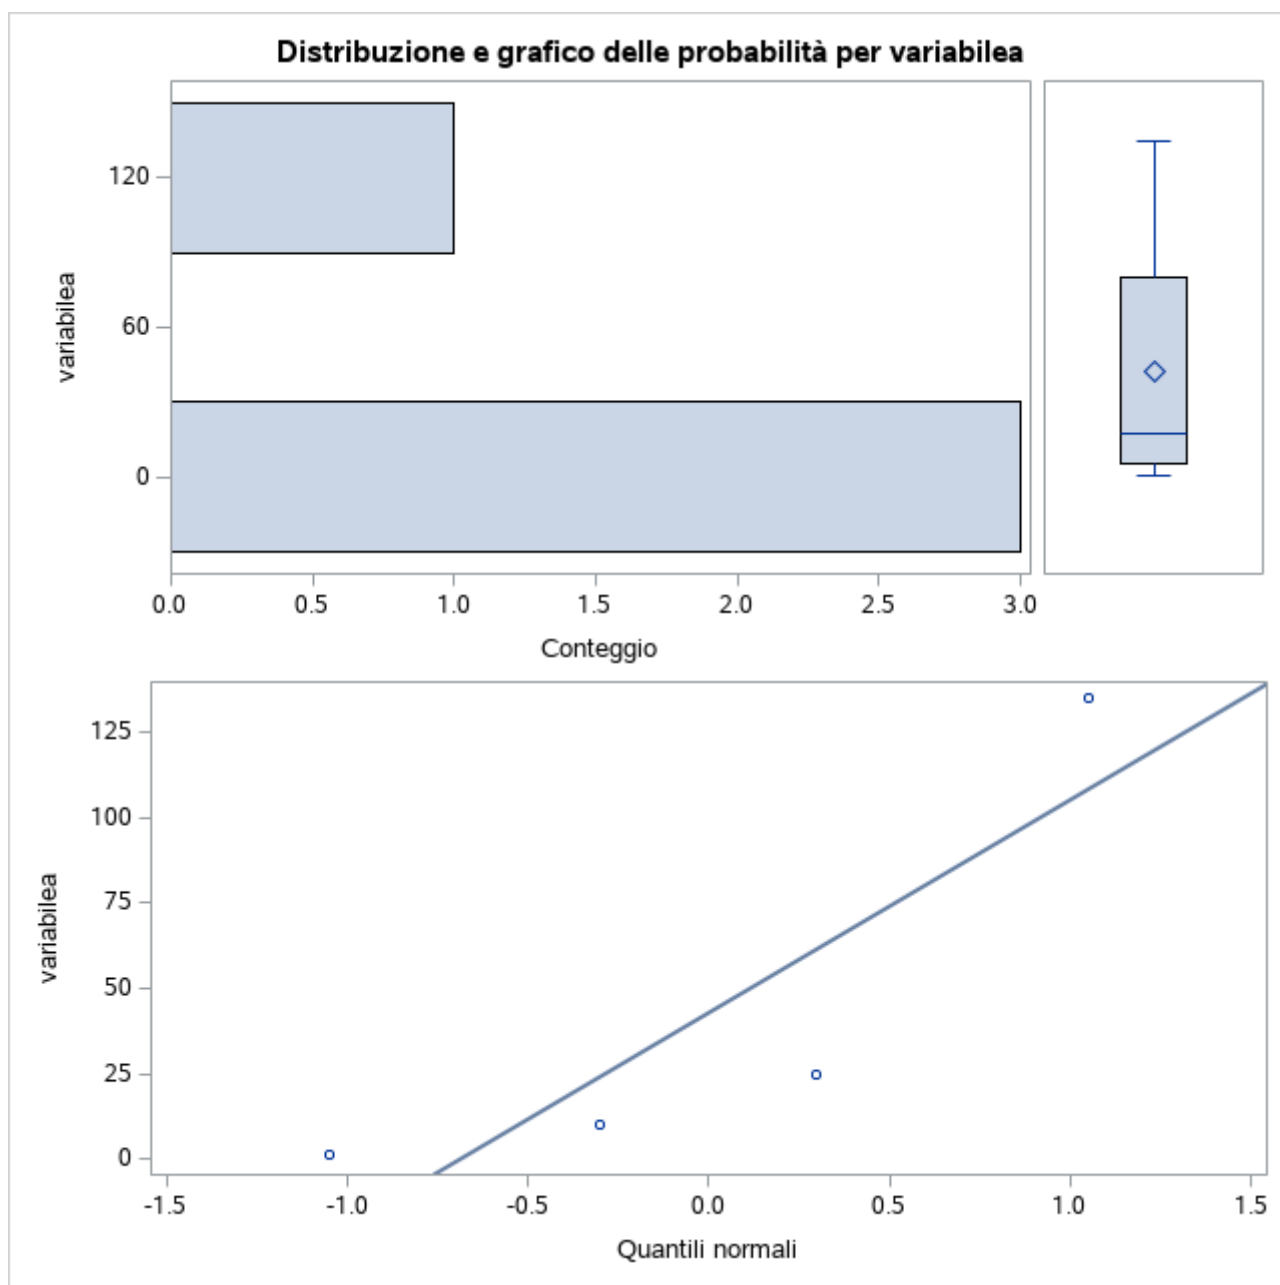 Distribuzione e grafico delle probabilità per variabilea
variabilea
120
60
0
0.0 0.5 1.0 1.5 2.0 2.5 3.0
Conteggio
variabilea
125
100
75
50
25
0
-1.5 -1.0 -0.5 0.0 0.5 1.0 1.5
Quantili normali